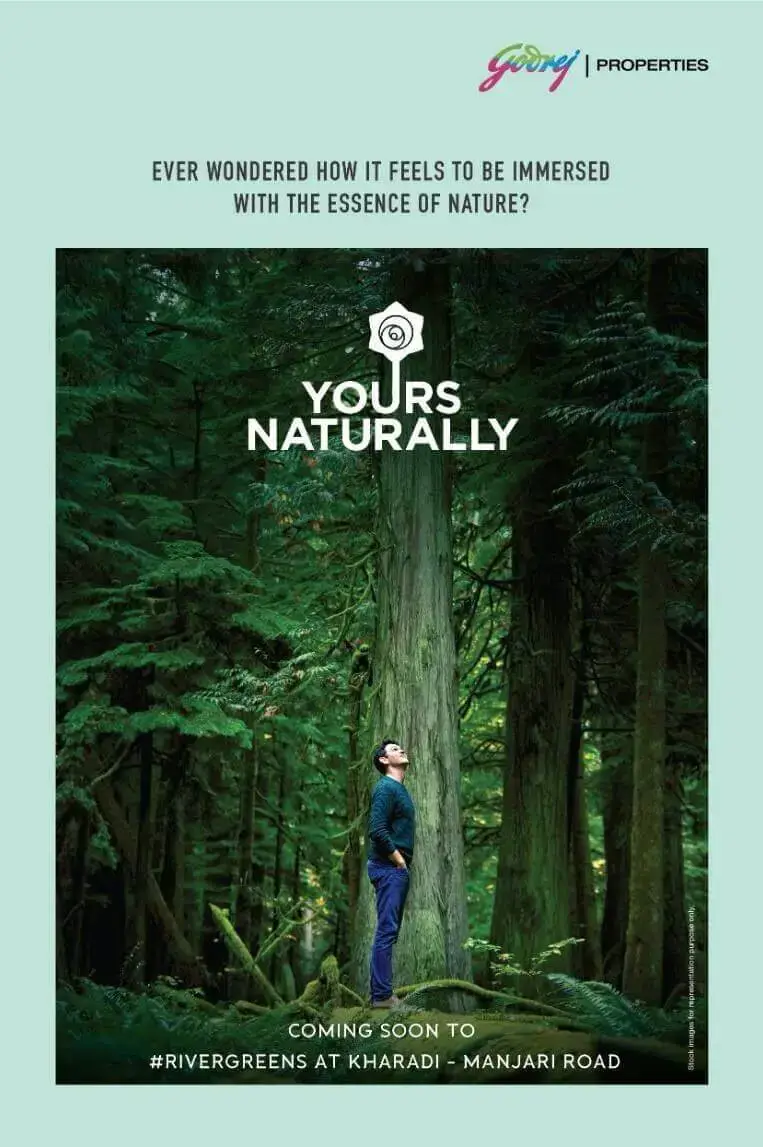 Godrej | PROPERTIES
EVER WONDERED HOW IT FEELS TO BE IMMERSED
WITH THE ESSENCE OF NATURE?
YOURS
NATURALLY
COMING SOON TO
#RIVERGREENS AT KHARADI - MANJARI ROAD
Stock images for representation purpose only.